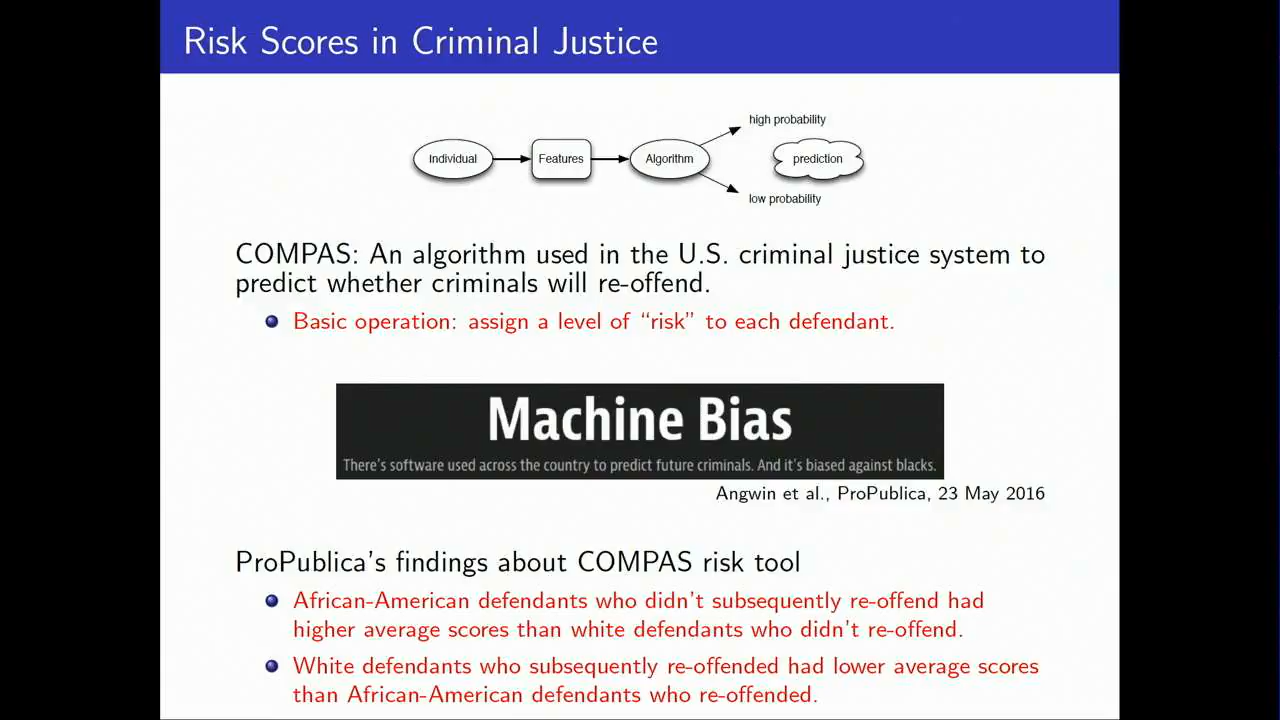 Risk Scores in Criminal Justice
high probability
Individual
Features
Algorithm
prediction
low probability
COMPAS: An algorithm used in the U.S. criminal justice system to
predict whether criminals will re-offend.
Basic operation: assign a level of “risk” to each defendant.
Machine Bias
There's software used across the country to predict future criminals. And it's biased against blacks.
Angwin et al., ProPublica, 23 May 2016
ProPublica's findings about COMPAS risk tool
African-American defendants who didn't subsequently re-offend had
higher average scores than white defendants who didn't re-offend.
White defendants who subsequently re-offended had lower average scores
than African-American defendants who re-offended.